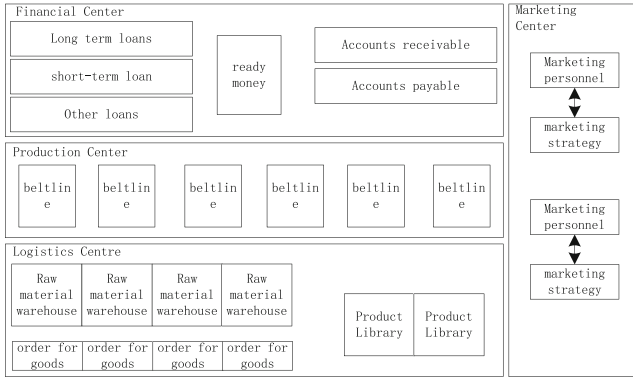 Financial Center
Long term loans
short-term loan
Other loans
ready
money
Accounts receivable
Accounts payable
Marketing
Center
Marketing
personnel
marketing
strategy
Marketing
personnel
marketing
strategy
Production Center
beltlin
e
beltlin
e
beltlin
e
beltlin
e
beltlin
e
beltlin
e
Logistics Centre
Raw
material
warehouse
Raw
material
warehouse
Raw
material
warehouse
Raw
material
warehouse
order for
goods
order for
goods
order for
goods
order for
goods
Product
Library
Product
Library